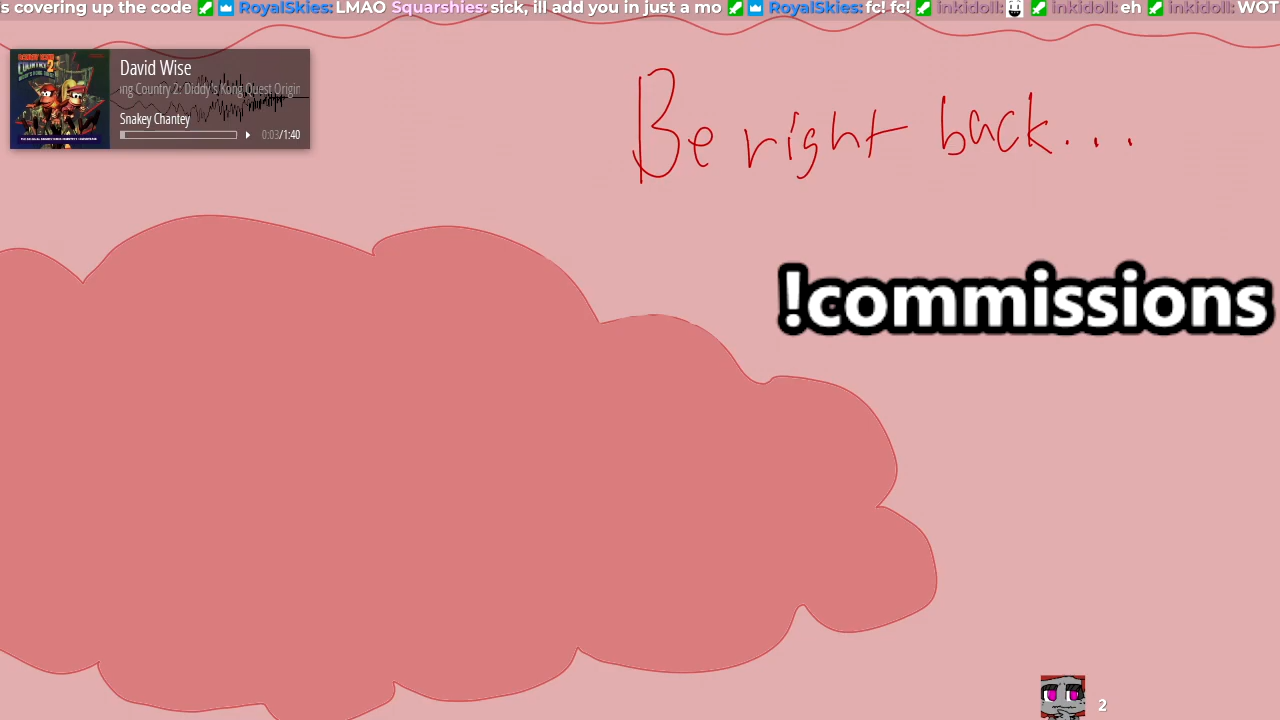 s covering up the code RoyalSkies: LMAO Squarshies: sick, ill add you in just a mo RoyalSkies: fc! fc! inkidoll: inkidoll: eh inkidoll: WOT
David Wise
ng Country 2: Diddy's Kong Quest Origin
Snakey Chantey
0:03/1:40
Be right back...
!commissions
2